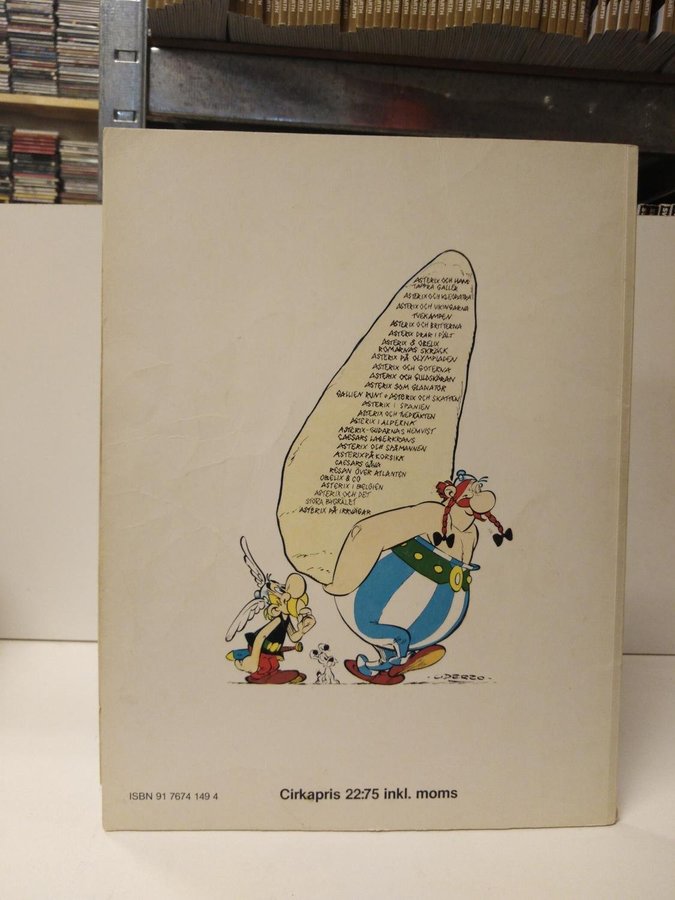 ASTERIX OCH HANS
TAPPRA GALLER
ASTERIX OCH KLEOPATRA
ASTERIX OCH VIKINGARNA
TVEKAMPEN
ASTERIX OCH BRITTERNA
ASTERIX DRAR I FÄLT
ASTERIX & OBELIX
ROMARNAS SKRÄCK
ASTERIX PÅ OLYMPIADEN
ASTERIX OCH GOTERNA
ASTERIX OCH GULDSKÄRAN
ASTERIX SOM GLADIATOR
GALLIEN RUNT • ASTERIX OCH SKATTEN
ASTERIX I SPANIEN
ASTERIX OCH TVEDRÄKTEN
ASTERIX I ALPERNA
ASTERIX-GUDARNAS HEMVIST
CAESARS LAGERKRANS
ASTERIX OCH SPÅMANNEN
ASTERIX PÅ KORSIKA
CAESARS GÅVA
RESAN ÖVER ATLANTEN
OBELIX & CO
ASTERIX I BELGIEN
ASTERIX OCH DET
STORA BYGRÄLET
ASTERIX PÅ IRRVÄGAR
·UDERZO·
ISBN 91 7674 149 4
Cirkapris 22:75 inkl. moms